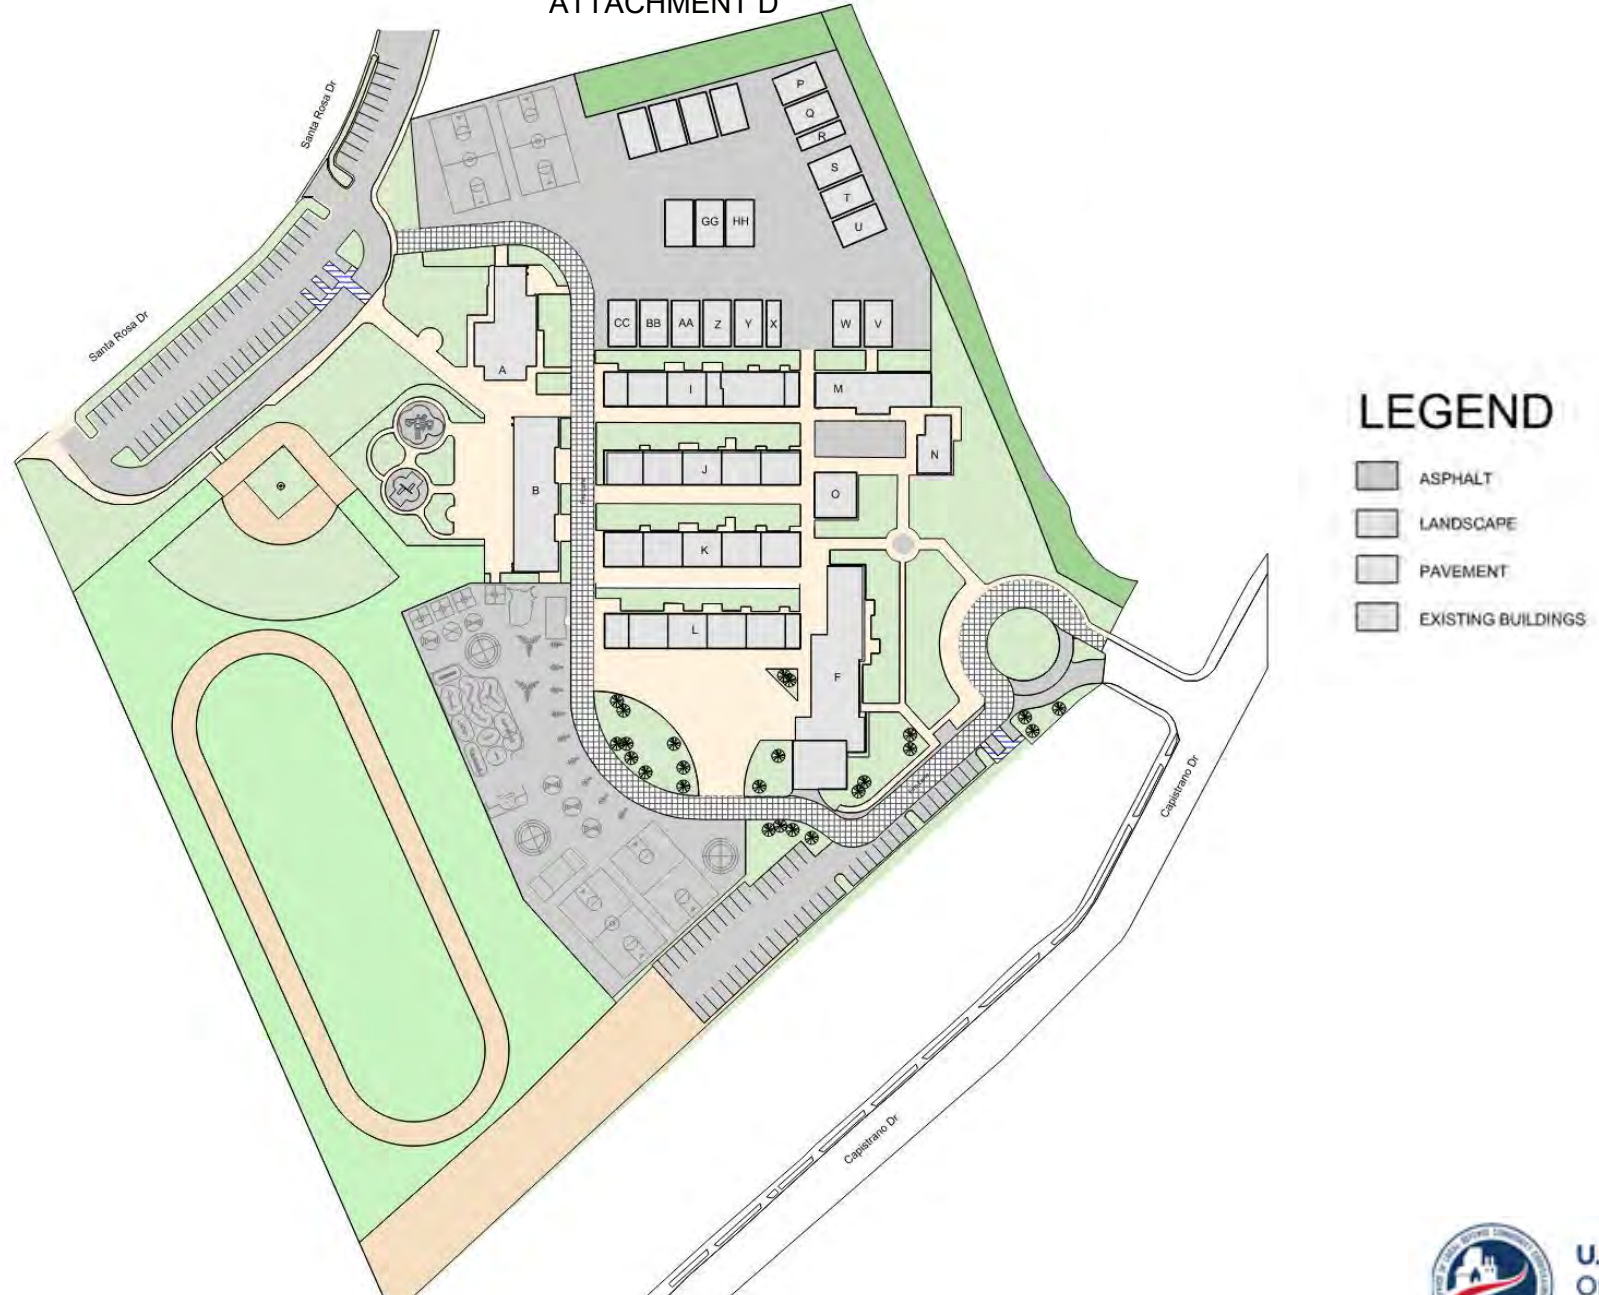 ATTACHMENT D
Santa Rosa Dr
Santa Rosa Dr
P
Q
R
S
T
U
GG
HH
CC
BB
AA
Z
Y
X
W
V
A
I
M
B
J
N
O
K
L
F
Capistrano Dr
Capistrano Dr
LEGEND
ASPHALT
LANDSCAPE
PAVEMENT
EXISTING BUILDINGS